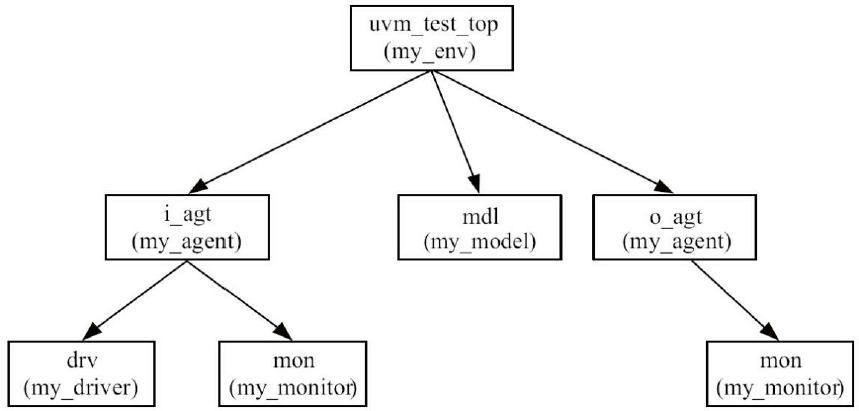 uvm_test_top
(my_env)
i_agt
(my_agent)
mdl
(my_model)
o_agt
(my_agent)
drv
(my_driver)
mon
(my_monitor)
mon
(my_monitor)